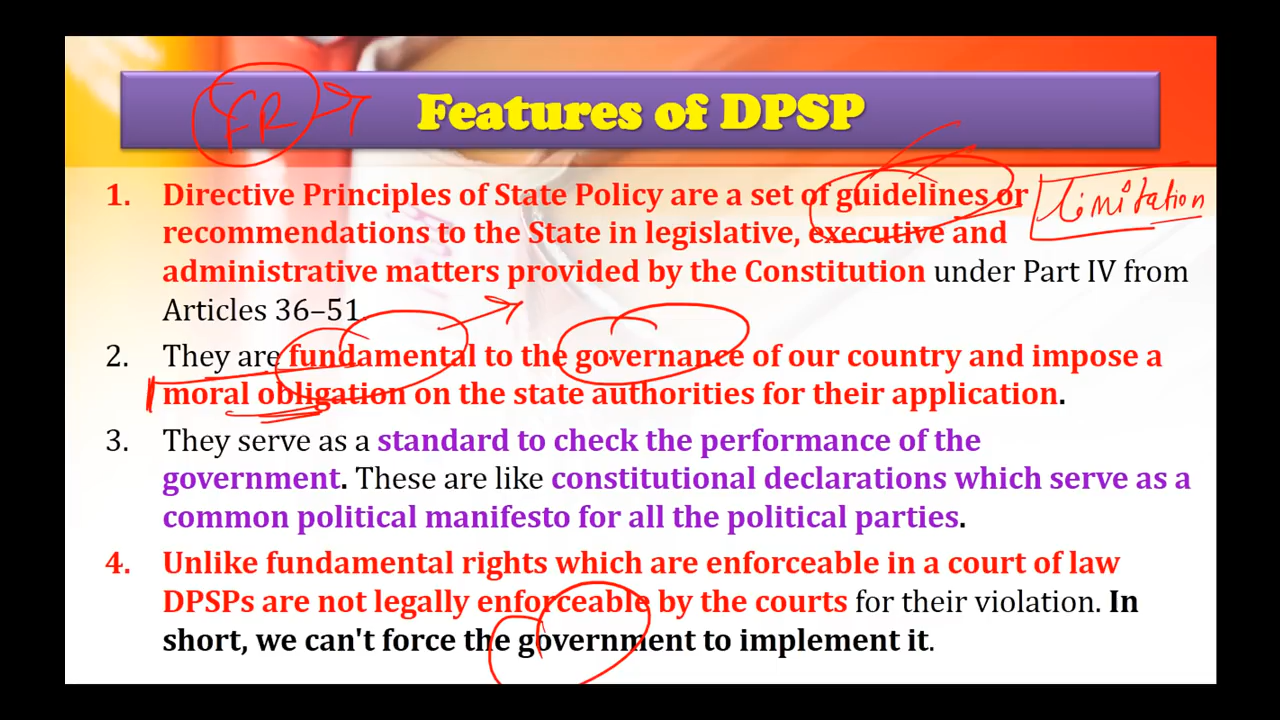 FR
Features of DPSP
1. Directive Principles of State Policy are a set of guidelines or
limitation
recommendations to the State in legislative, executive and
administrative matters provided by the Constitution under Part IV from
Articles 36–51.
2. They are fundamental to the governance of our country and impose a
moral obligation on the state authorities for their application.
3. They serve as a standard to check the performance of the
government. These are like constitutional declarations which serve as a
common political manifesto for all the political parties.
4. Unlike fundamental rights which are enforceable in a court of law
DPSPs are not legally enforceable by the courts for their violation. In
short, we can't force the government to implement it.